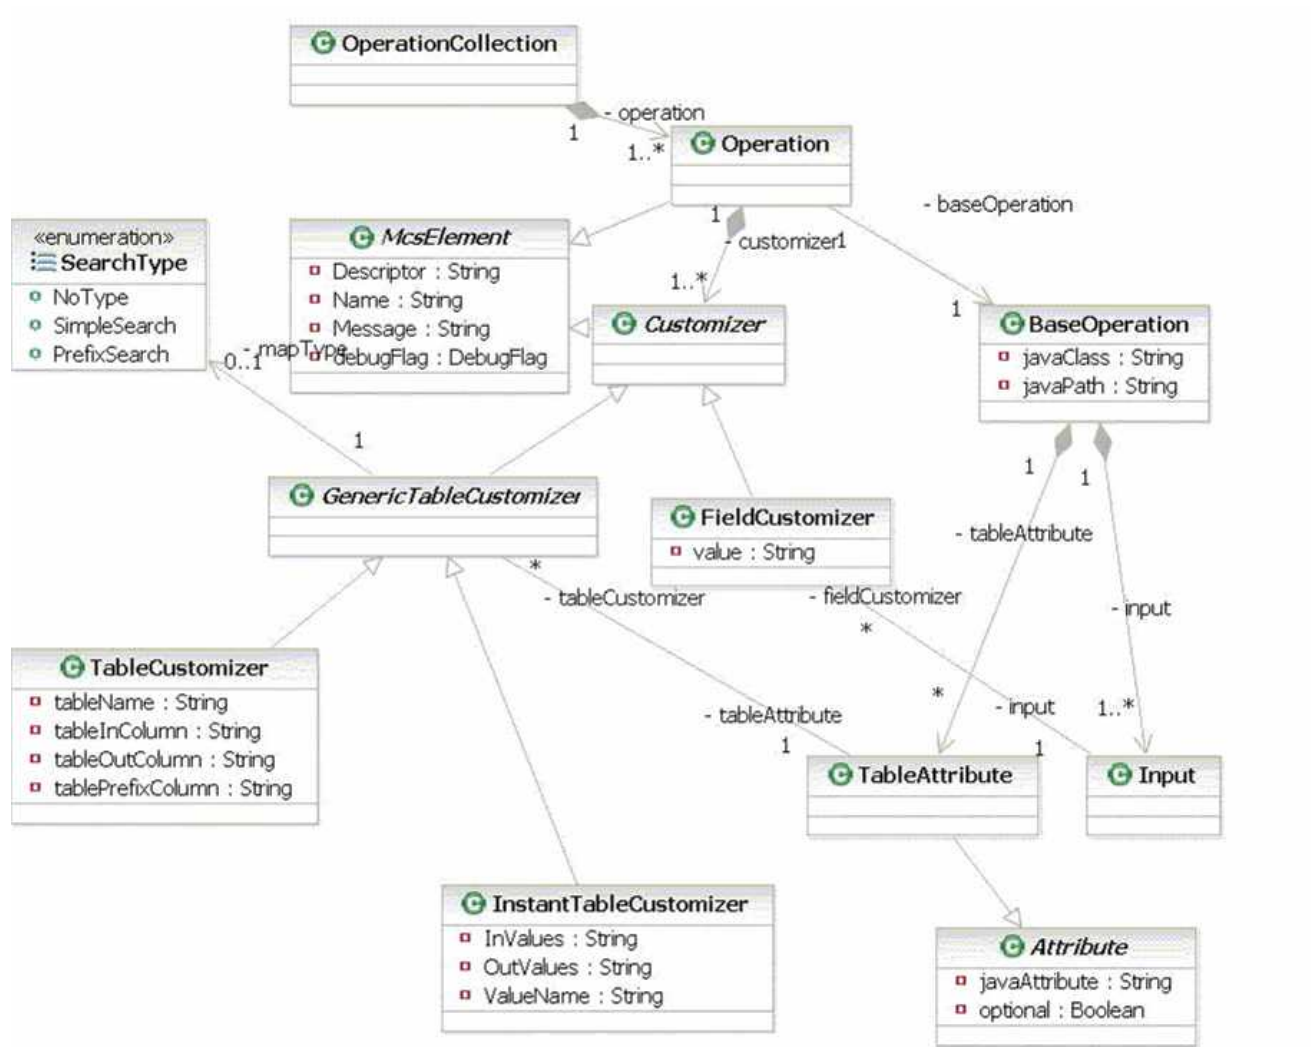 OperationCollection
- operation
1
1..*
Operation
- baseOperation
1
- customizer1
1..*
1
«enumeration»
SearchType
NoType
SimpleSearch
PrefixSearch
McsElement
Descriptor : String
Name : String
Message : String
debugFlag : DebugFlag
- mapType
0..1
1
Customizer
BaseOperation
javaClass : String
javaPath : String
1
1
GenericTableCustomizer
FieldCustomizer
value : String
- tableAttribute
*
- tableCustomizer
- fieldCustomizer
*
- input
TableCustomizer
tableName : String
tableInColumn : String
tableOutColumn : String
tablePrefixColumn : String
*
- tableAttribute
1
- input
1
1..*
TableAttribute
Input
InstantTableCustomizer
InValues : String
OutValues : String
ValueName : String
Attribute
javaAttribute : String
optional : Boolean